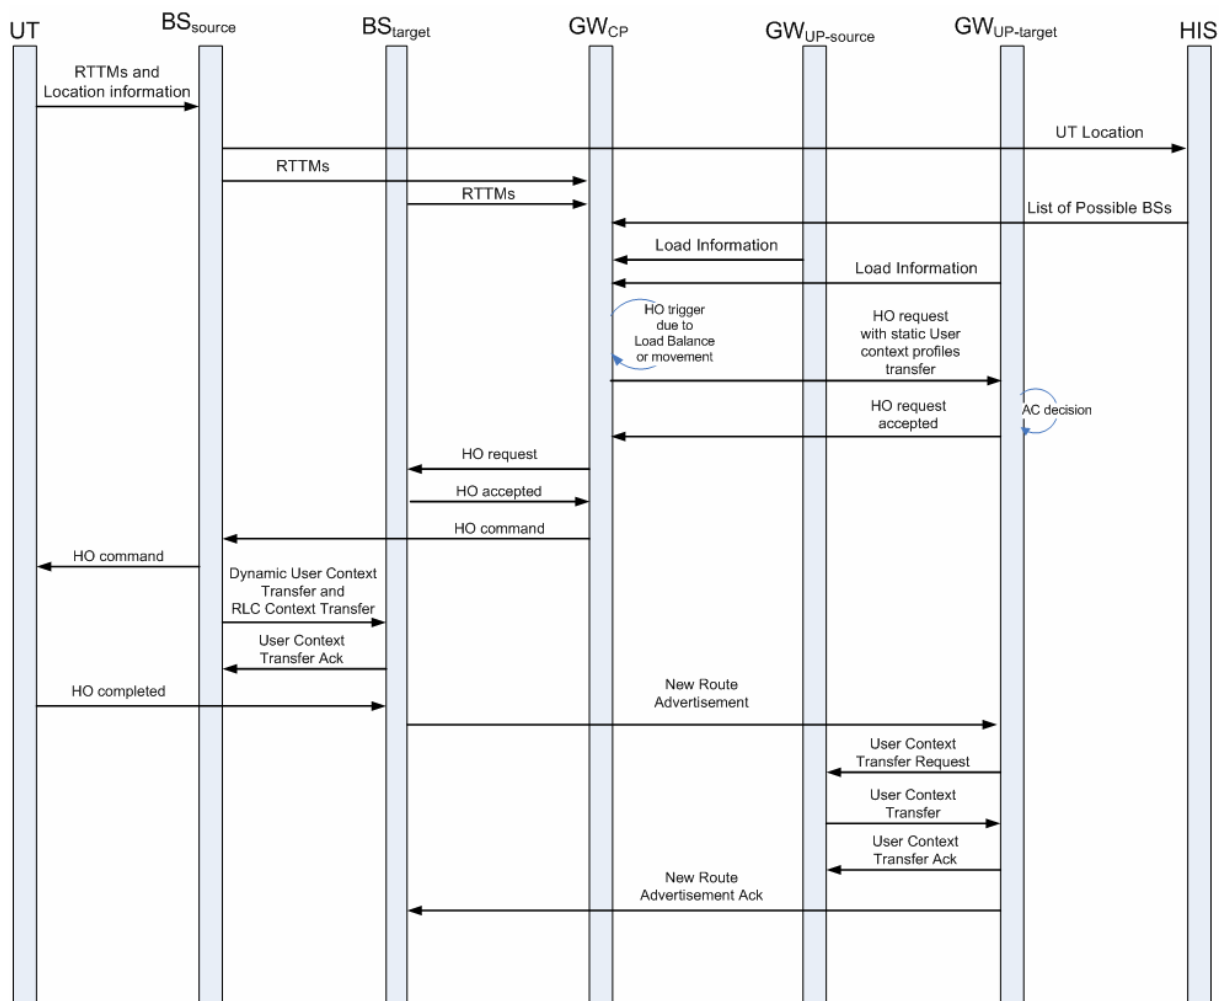 UT
BSsource
BStarget
GWCP
GWUP-source
GWUP-target
HIS
RTTMs and
Location information
UT Location
RTTMs
RTTMs
List of Possible BSs
Load Information
Load Information
HO trigger
due to
Load Balance
or movement
HO request
with static User
context profiles
transfer
AC decision
HO request
accepted
HO request
HO accepted
HO command
HO command
Dynamic User Context
Transfer and
RLC Context Transfer
User Context
Transfer Ack
HO completed
New Route
Advertisement
User Context
Transfer Request
User Context
Transfer
User Context
Transfer Ack
New Route
Advertisement Ack